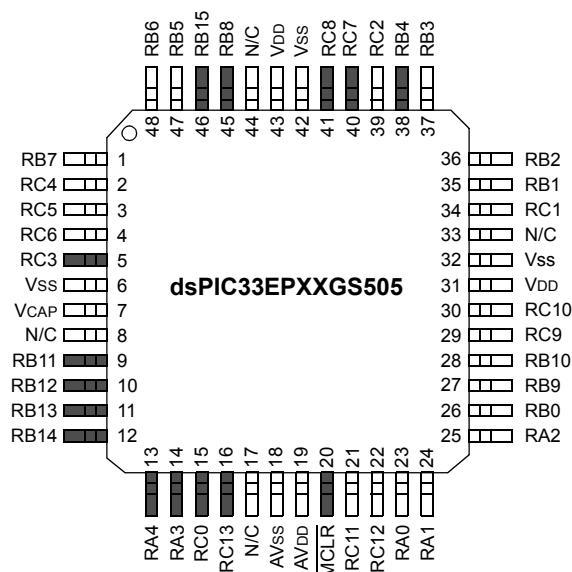 RB6
RB5
RB15
RB8
N/C
VDD
VSS
RC8
RC7
RC2
RB4
RB3
48
47
46
45
44
43
42
41
40
39
38
37
RB7 1
RC4 2
RC5 3
RC6 4
RC3 5
VSS 6
VCAP 7
N/C 8
RB11 9
RB12 10
RB13 11
RB14 12
dsPIC33EPXXGS505
36 RB2
35 RB1
34 RC1
33 N/C
32 Vss
31 VDD
30 RC10
29 RC9
28 RB10
27 RB9
26 RB0
25 RA2
13
14
15
16
17
18
19
20
21
22
23
24
RA4
RA3
RC0
RC13
N/C
AVSS
AVDD
MCLR
RC11
RC12
RA0
RA1